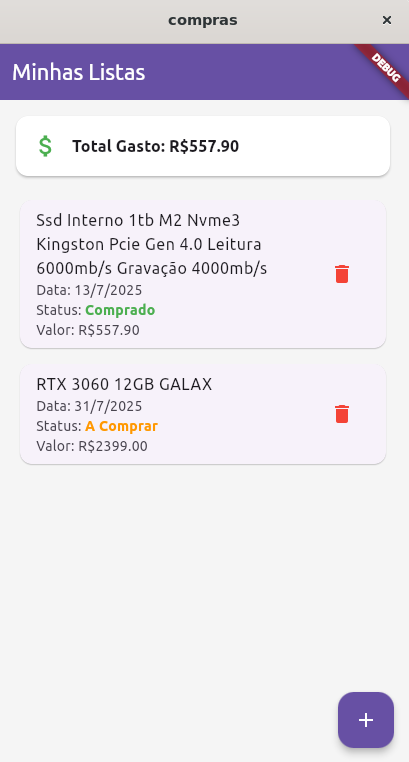 compras
×
Minhas Listas
DEBUG
$
Total Gasto: R$557.90
Ssd Interno 1tb M2 Nvme3
Kingston Pcie Gen 4.0 Leitura
6000mb/s Gravação 4000mb/s
Data: 13/7/2025
Status: Comprado
Valor: R$557.90
RTX 3060 12GB GALAX
Data: 31/7/2025
Status: A Comprar
Valor: R$2399.00
+